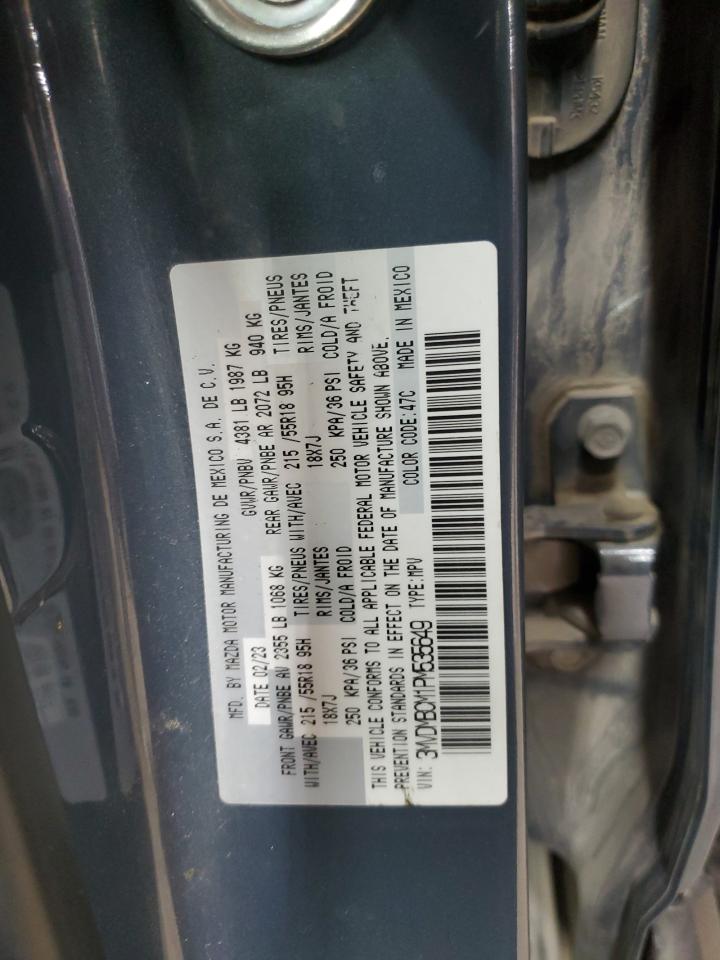 MFD. BY MAZDA MOTOR MANUFACTURING DE MEXICO S.A. DE C.V.
DATE 02/23 GVWR/PNBV 4381 LB 1987 KG
FRONT GAWR/PNBE AV 2355 LB 1068 KG REAR GAWR/PNBE AR 2072 LB 940 KG
WITH/AVEC 215 /55R18 95H TIRES/PNEUS WITH/AVEC 215 /55R18 95H TIRES/PNEUS
18X7J RIMS/JANTES 18X7J RIMS/JANTES
250 KPA/36 PSI COLD/A FROID 250 KPA/36 PSI COLD/A FROID
THIS VEHICLE CONFORMS TO ALL APPLICABLE FEDERAL MOTOR VEHICLE SAFETY AND THEFT
PREVENTION STANDARDS IN EFFECT ON THE DATE OF MANUFACTURE SHOWN ABOVE.
COLOR CODE:47C MADE IN MEXICO
VIN: 3MVDMBCM1PM535649 TYPE:MPV